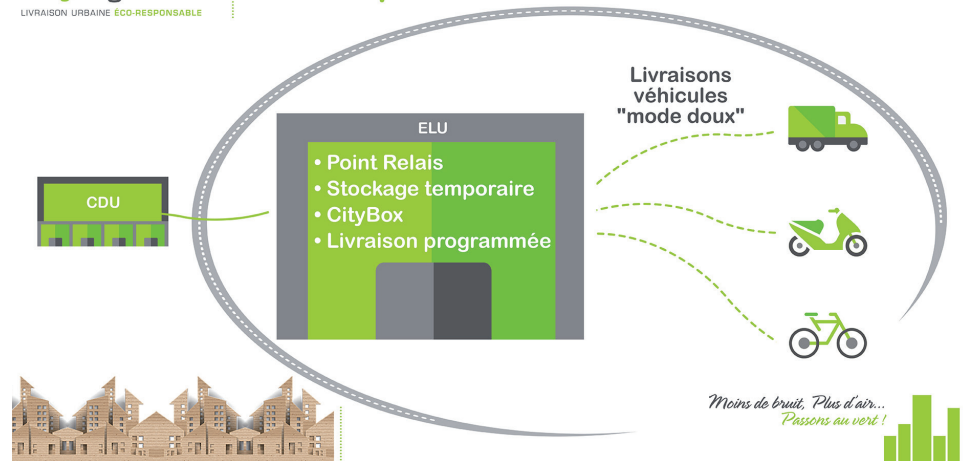 LIVRAISON URBAINE ÉCO-RESPONSABLE
Livraisons
véhicules
"mode doux"
ELU
• Point Relais
• Stockage temporaire
• CityBox
• Livraison programmée
CDU
Moins de bruit, Plus d'air...
Passons au vert !